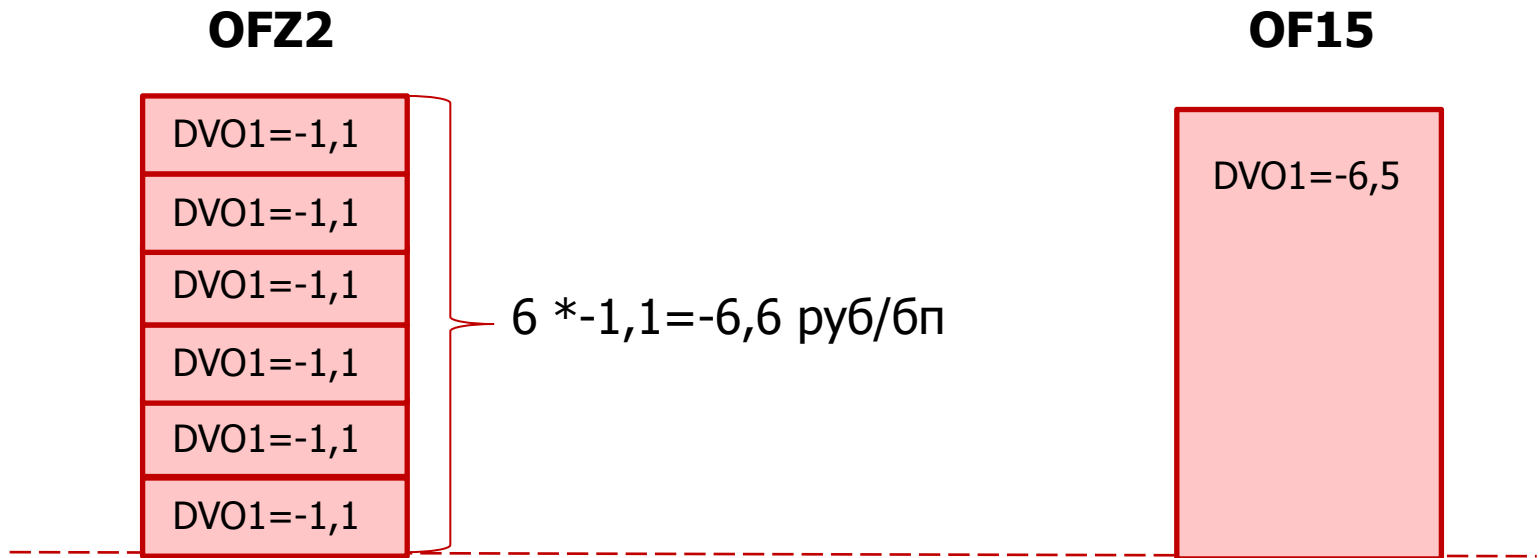 OFZ2
OF15
DVO1=-1,1
DVO1=-1,1
DVO1=-1,1
DVO1=-1,1
DVO1=-1,1
DVO1=-1,1
6 *-1,1=-6,6 руб/бп
DVO1=-6,5